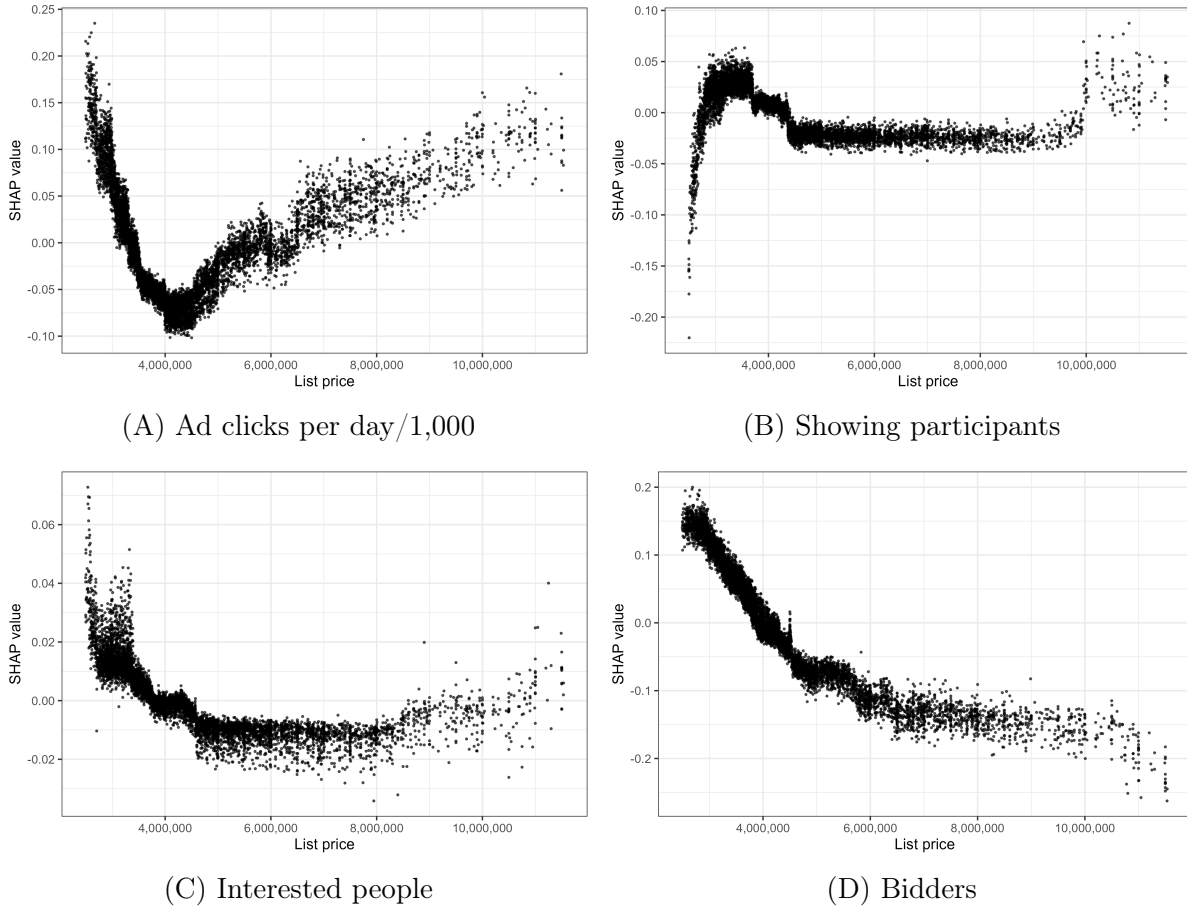 0.25
0.20
0.15
0.10
0.05
0.00
-0.05
-0.10
SHAP value
4,000,000 6,000,000 8,000,000 10,000,000
List price
(A) Ad clicks per day/1,000
0.10
0.05
0.00
-0.05
-0.10
-0.15
-0.20
SHAP value
4,000,000 6,000,000 8,000,000 10,000,000
List price
(B) Showing participants
0.06
0.04
0.02
0.00
-0.02
SHAP value
4,000,000 6,000,000 8,000,000 10,000,000
List price
(C) Interested people
0.2
0.1
0.0
-0.1
-0.2
SHAP value
4,000,000 6,000,000 8,000,000 10,000,000
List price
(D) Bidders